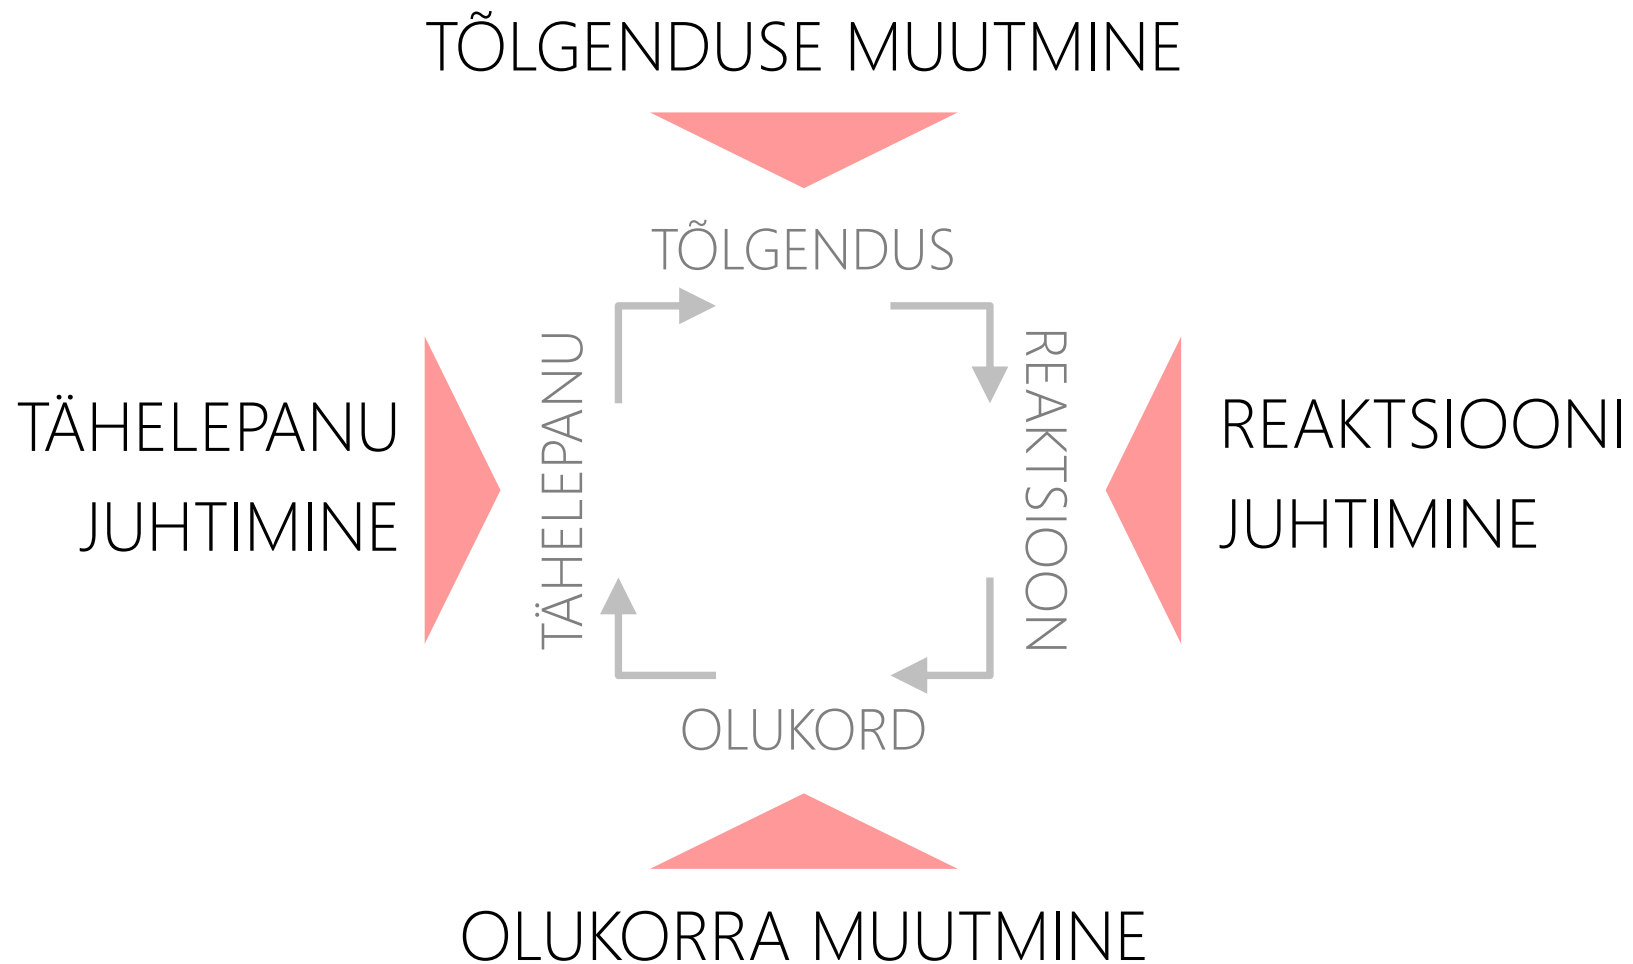 TÕLGENDUSE MUUTMINE
TÕLGENDUS
TÄHELEPANU
JUHTIMINE
TÄHELEPANU
REAKTSIOON
REAKTSIOONI
JUHTIMINE
OLUKORD
OLUKORRA MUUTMINE